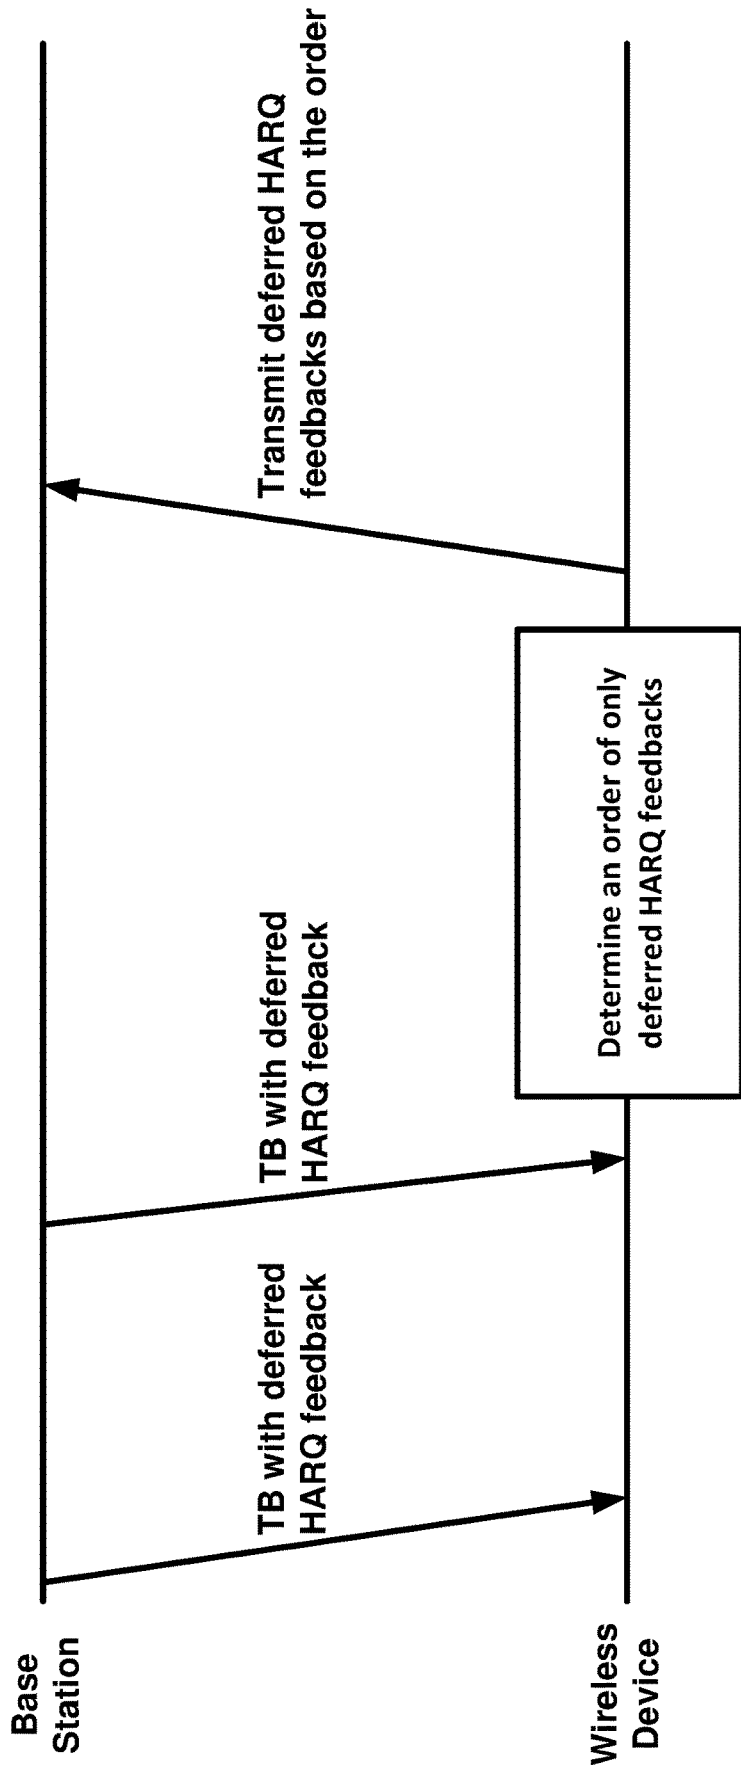 Base
Station
TB with deferred
HARQ feedback
TB with deferred
HARQ feedback
Transmit deferred HARQ
feedbacks based on the order
Determine an order of only
deferred HARQ feedbacks
Wireless
Device